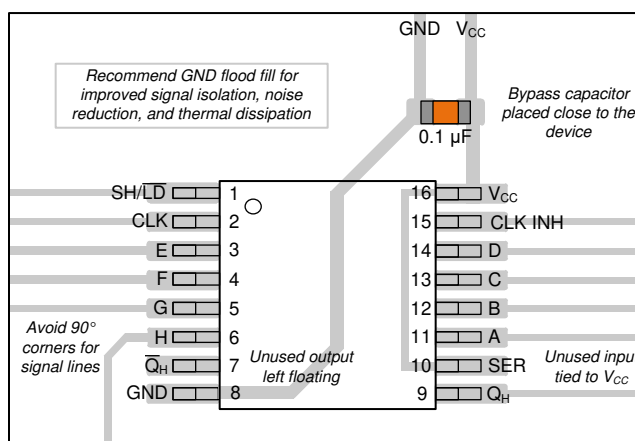 GND VCC
Recommend GND flood fill for
improved signal isolation, noise
reduction, and thermal dissipation
Bypass capacitor
placed close to the
device
0.1 µF
SH/L̅D̅ 1 16 VCC
CLK 2 15 CLK INH
E 3 14 D
F 4 13 C
G 5 12 B
H 6 11 A
Q̅H 7 10 SER
GND 8 9 QH
Avoid 90°
corners for
signal lines
Unused output
left floating
Unused input
tied to VCC